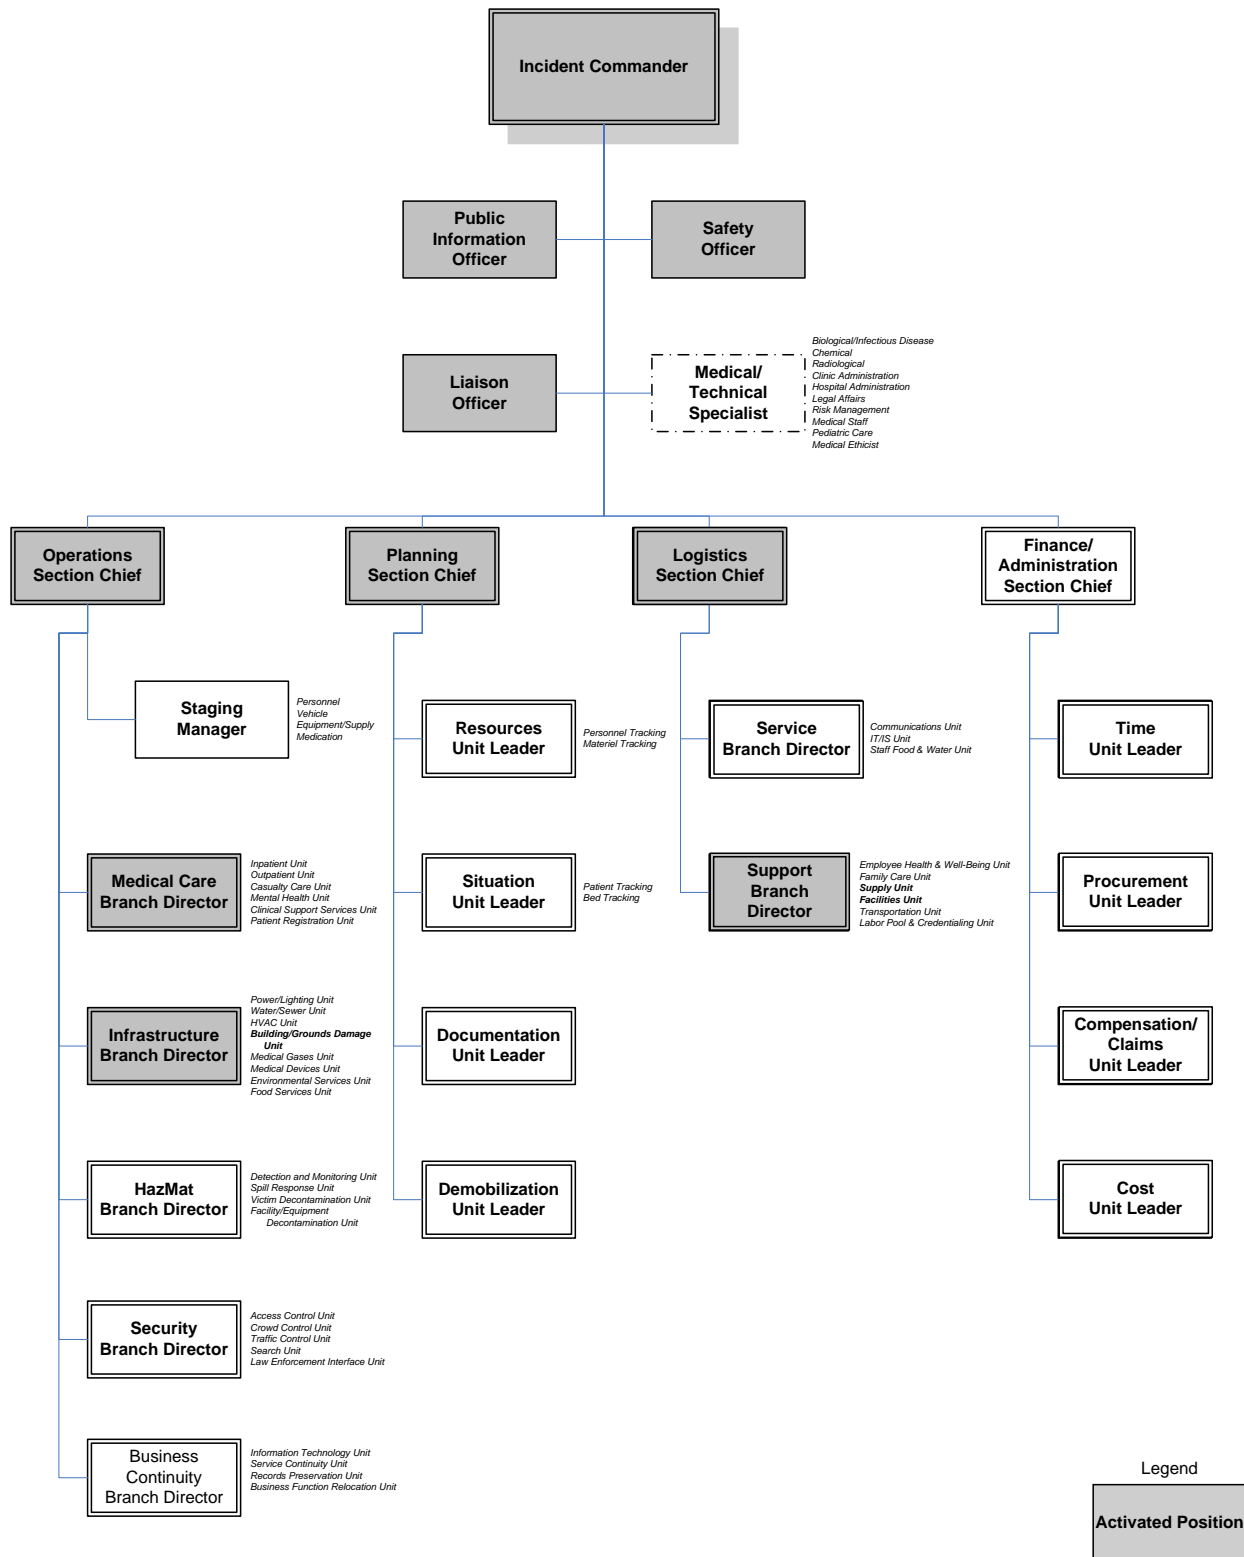 Incident Commander
Public
Information
Officer
Safety
Officer
Liaison
Officer
Medical/
Technical
Specialist
Biological/Infectious Disease
Chemical
Radiological
Clinic Administration
Hospital Administration
Legal Affairs
Risk Management
Medical Staff
Pediatric Care
Medical Ethicist
Operations
Section Chief
Planning
Section Chief
Logistics
Section Chief
Finance/
Administration
Section Chief
Staging
Manager
Personnel
Vehicle
Equipment/Supply
Medication
Resources
Unit Leader
Personnel Tracking
Materiel Tracking
Service
Branch Director
Communications Unit
IT/IS Unit
Staff Food & Water Unit
Time
Unit Leader
Medical Care
Branch Director
Inpatient Unit
Outpatient Unit
Casualty Care Unit
Mental Health Unit
Clinical Support Services Unit
Patient Registration Unit
Situation
Unit Leader
Patient Tracking
Bed Tracking
Support
Branch
Director
Employee Health & Well-Being Unit
Family Care Unit
Supply Unit
Facilities Unit
Transportation Unit
Labor Pool & Credentialing Unit
Procurement
Unit Leader
Infrastructure
Branch Director
Power/Lighting Unit
Water/Sewer Unit
HVAC Unit
Building/Grounds Damage
Unit
Medical Gases Unit
Medical Devices Unit
Environmental Services Unit
Food Services Unit
Documentation
Unit Leader
Compensation/
Claims
Unit Leader
HazMat
Branch Director
Detection and Monitoring Unit
Spill Response Unit
Victim Decontamination Unit
Facility/Equipment
Decontamination Unit
Demobilization
Unit Leader
Cost
Unit Leader
Security
Branch Director
Access Control Unit
Crowd Control Unit
Traffic Control Unit
Search Unit
Law Enforcement Interface Unit
Business
Continuity
Branch Director
Information Technology Unit
Service Continuity Unit
Records Preservation Unit
Business Function Relocation Unit
Legend
Activated Position